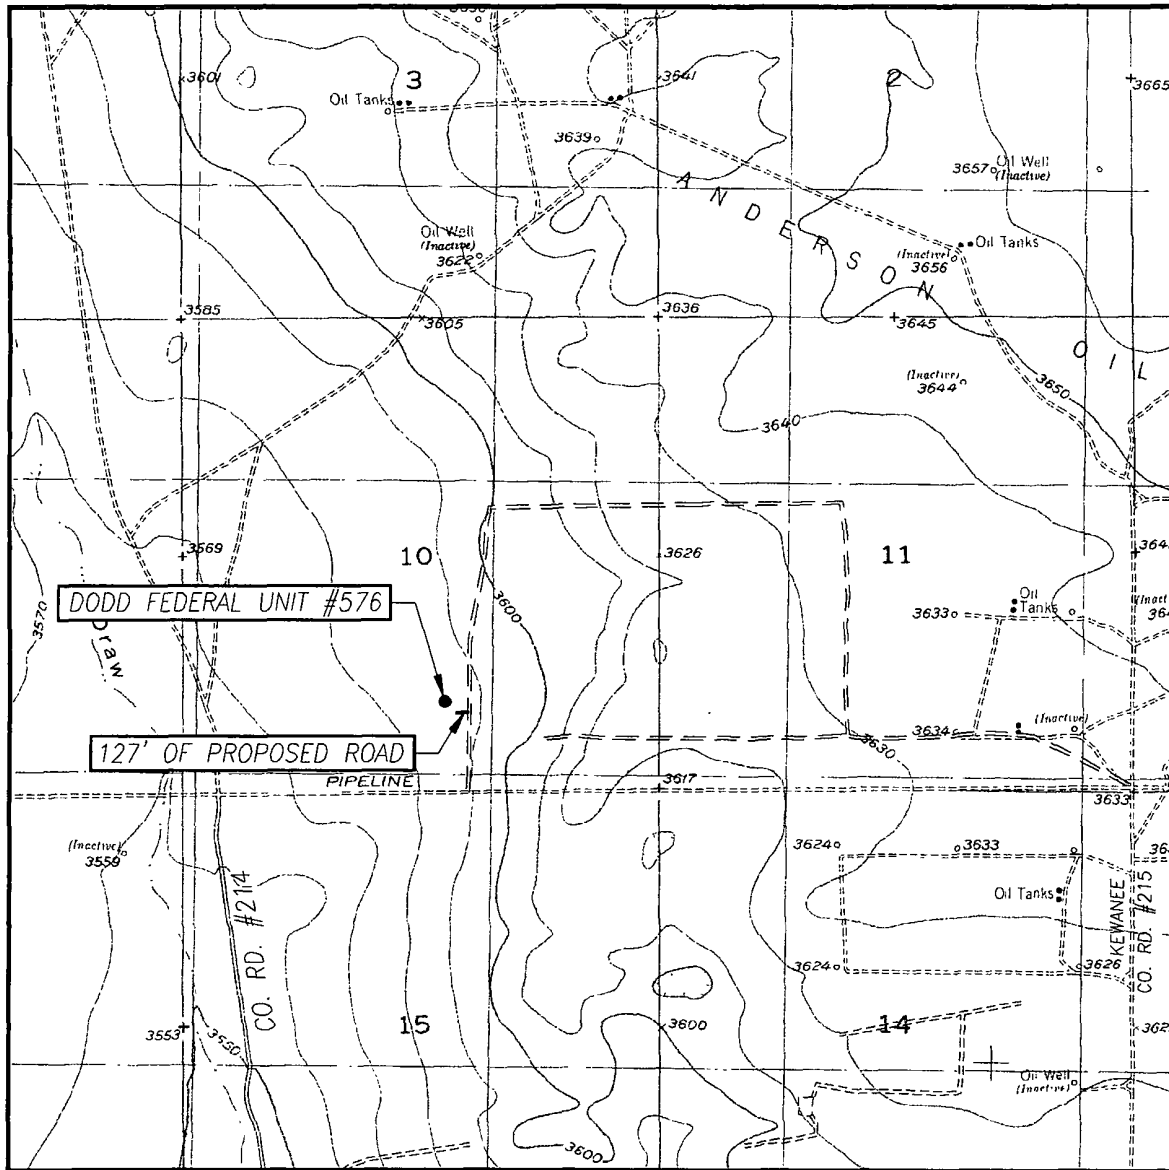 3601
3
3641
2
3665
Oil Tanks
3639
3657
Oil Well
(Inactive)
ANDERSON
Oil Well
(Inactive)
3622
Oil Tanks
(Inactive)
3656
3585
3605
3636
3645
OIL
(Inactive)
3644
3650
3640
3569
10
3626
11
DODD FEDERAL UNIT #576
3600
3570
Draw
3633
Oil
Tanks
127' OF PROPOSED ROAD
(Inactive)
3634
3630
PIPELINE
3617
3633
(Inactive)
3559
3624
3633
CO. RD. #214
Oil Tanks
KEWANEE
CO. RD. #215
3624
3626
3553
3550
15
3600
14
Oil Well
(Inactive)
3600